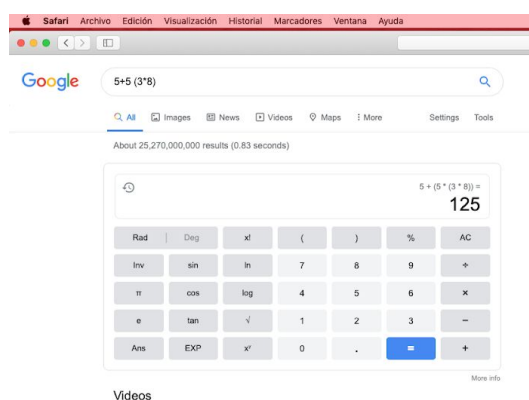 Safari Archivo Edición Visualización Historial Marcadores Ventana Ayuda
Google 5+5 (3*8)
All Images News Videos Maps More Settings Tools
About 25,270,000,000 results (0.83 seconds)
5 + (5 * (3 * 8)) =
125
Rad Deg x! ( ) % AC
Inv sin ln 7 8 9 ÷
π cos log 4 5 6 ×
e tan √ 1 2 3 −
Ans EXP xʸ 0 . = +
More info
Videos